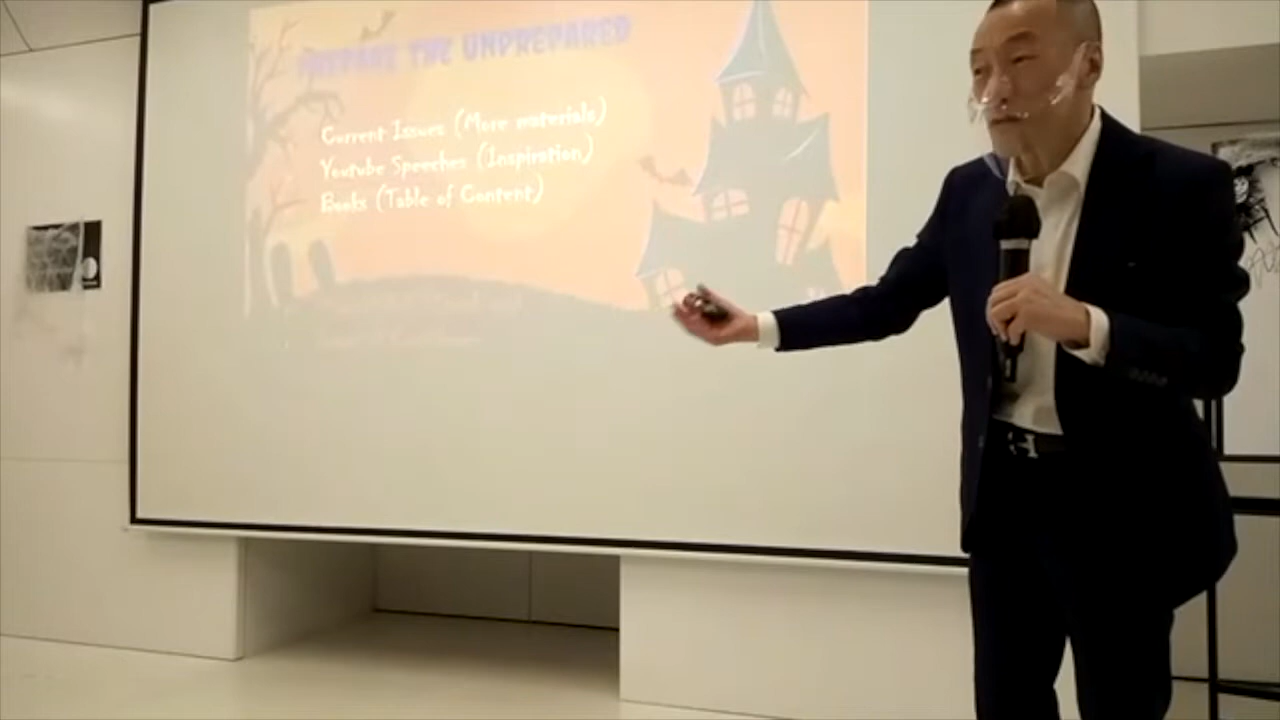 PREPARE THE UNPREPARED
Current Issues (More materials)
Youtube Speeches (Inspiration)
Books (Table of Content)